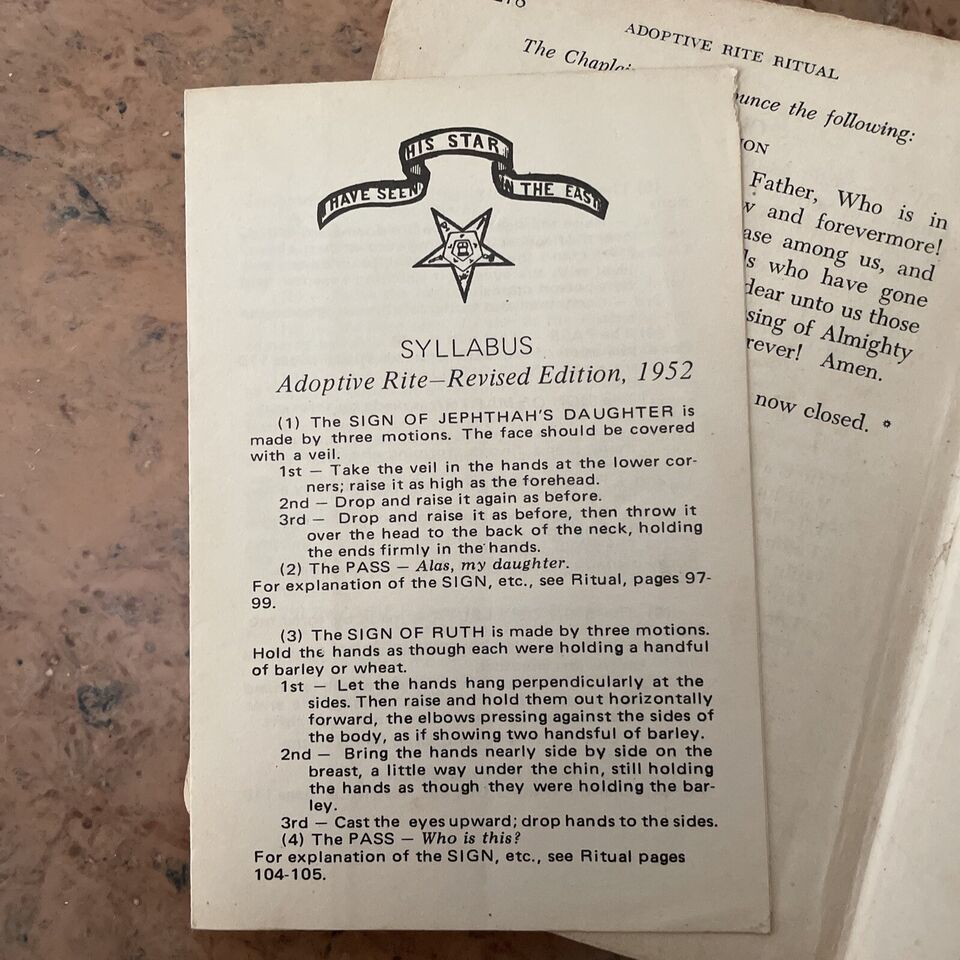 HAVE SEEN HIS STAR IN THE EAST
SYLLABUS
Adoptive Rite—Revised Edition, 1952
(1) The SIGN OF JEPHTHAH'S DAUGHTER is
made by three motions. The face should be covered
with a veil.
1st — Take the veil in the hands at the lower cor-
ners; raise it as high as the forehead.
2nd — Drop and raise it again as before.
3rd — Drop and raise it as before, then throw it
over the head to the back of the neck, holding
the ends firmly in the hands.
(2) The PASS — Alas, my daughter.
For explanation of the SIGN, etc., see Ritual, pages 97-
99.
(3) The SIGN OF RUTH is made by three motions.
Hold the hands as though each were holding a handful
of barley or wheat.
1st — Let the hands hang perpendicularly at the
sides. Then raise and hold them out horizontally
forward, the elbows pressing against the sides of
the body, as if showing two handsful of barley.
2nd — Bring the hands nearly side by side on the
breast, a little way under the chin, still holding
the hands as though they were holding the bar-
ley.
3rd — Cast the eyes upward; drop hands to the sides.
(4) The PASS — Who is this?
For explanation of the SIGN, etc., see Ritual pages
104-105.
ADOPTIVE RITE RITUAL
The the following:
Father, Who is in
and forevermore!
among us, and
who have gone
dear unto us those
of Almighty
Amen.
now closed. *